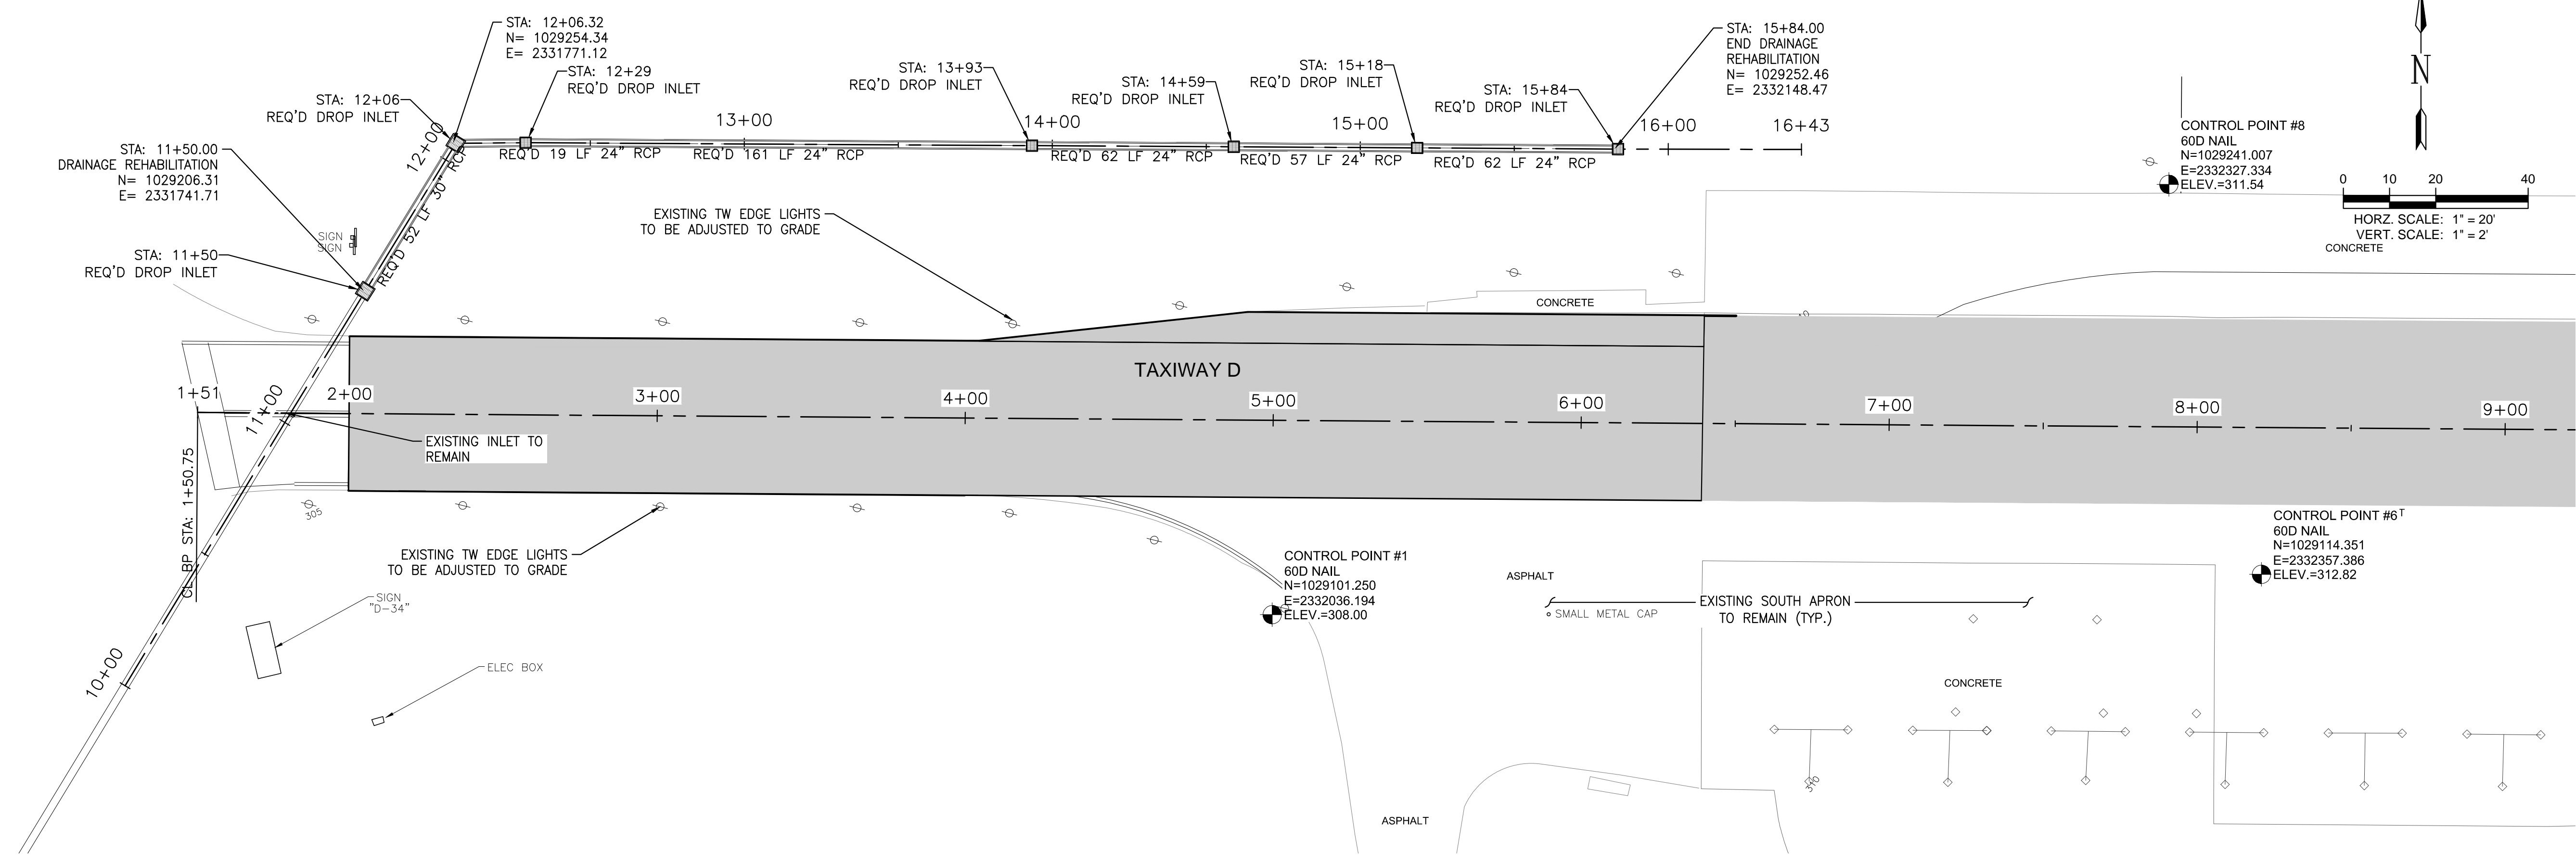 STA: 12+06.32
N= 1029254.34
E= 2331771.12
STA: 12+29
REQ'D DROP INLET
STA: 12+06
REQ'D DROP INLET
STA: 13+93
REQ'D DROP INLET
STA: 14+59
REQ'D DROP INLET
STA: 15+18
REQ'D DROP INLET
STA: 15+84
REQ'D DROP INLET
STA: 15+84.00
END DRAINAGE
REHABILITATION
N= 1029252.46
E= 2332148.47
N
CONTROL POINT #8
60D NAIL
N=1029241.007
E=2332327.334
ELEV.=311.54
0 10 20 40
HORZ. SCALE: 1" = 20'
VERT. SCALE: 1" = 2'
CONCRETE
12+00
13+00
14+00
15+00
16+00
16+43
REQ'D 19 LF 24" RCP
REQ'D 161 LF 24" RCP
REQ'D 62 LF 24" RCP
REQ'D 57 LF 24" RCP
REQ'D 62 LF 24" RCP
STA: 11+50.00
DRAINAGE REHABILITATION
N= 1029206.31
E= 2331741.71
REQ'D 52 LF 30" RCP
SIGN
SIGN
STA: 11+50
REQ'D DROP INLET
EXISTING TW EDGE LIGHTS
TO BE ADJUSTED TO GRADE
CONCRETE
TAXIWAY D
1+51
11+00
2+00
3+00
4+00
5+00
6+00
7+00
8+00
9+00
EXISTING INLET TO
REMAIN
CL BP STA: 1+50.75
305
EXISTING TW EDGE LIGHTS
TO BE ADJUSTED TO GRADE
CONTROL POINT #1
60D NAIL
N=1029101.250
E=2332036.194
ELEV.=308.00
ASPHALT
EXISTING SOUTH APRON
TO REMAIN (TYP.)
SMALL METAL CAP
CONTROL POINT #6 T
60D NAIL
N=1029114.351
E=2332357.386
ELEV.=312.82
SIGN
"D-34"
ELEC BOX
10+00
CONCRETE
310
ASPHALT